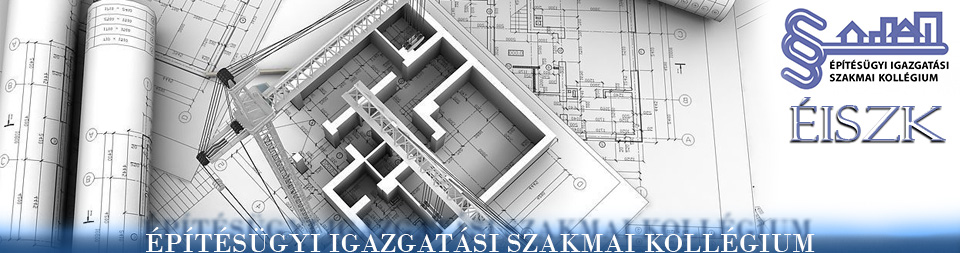 ÉPÍTÉSÜGYI IGAZGATÁSI
SZAKMAI KOLLÉGIUM
ÉISZK
ÉPÍTÉSÜGYI IGAZGATÁSI SZAKMAI KOLLÉGIUM